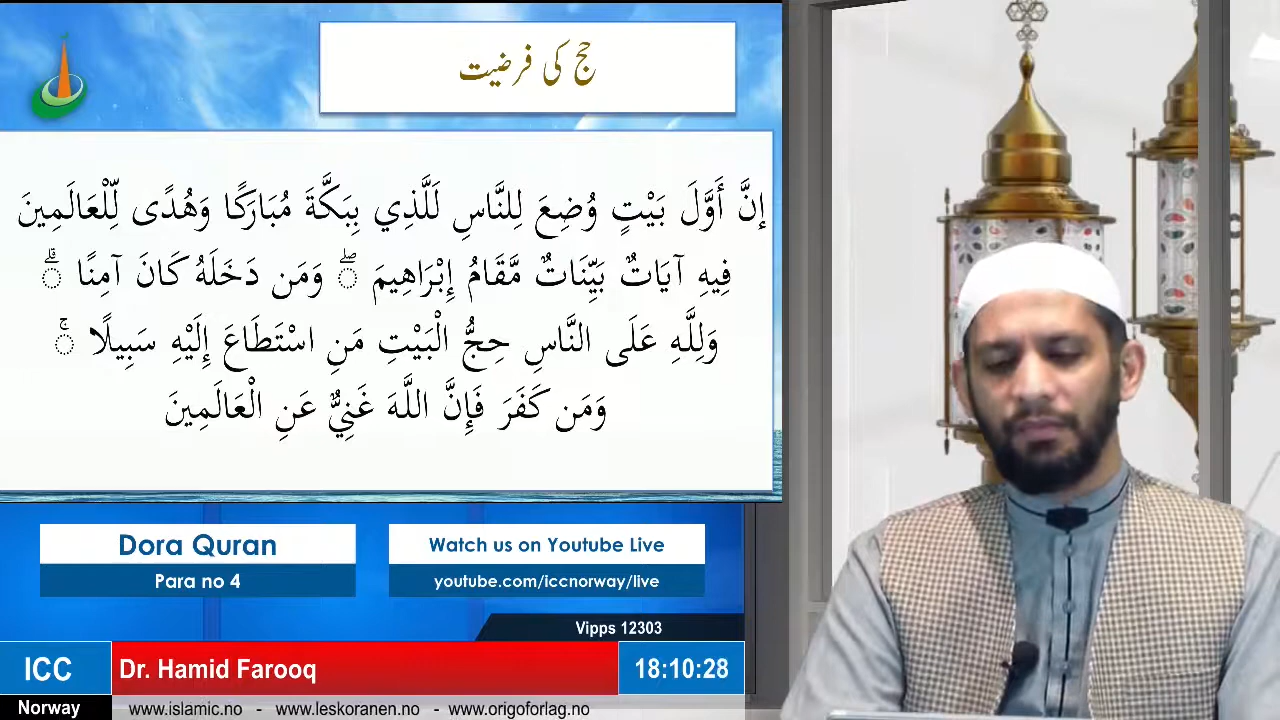 حج کی فرضیت
إِنَّ أَوَّلَ بَيْتٍ وُضِعَ لِلنَّاسِ لَلَّذِي بِبَكَّةَ مُبَارَكًا وَهُدًى لِّلْعَالَمِينَ
فِيهِ آيَاتٌ بَيِّنَاتٌ مَّقَامُ إِبْرَاهِيمَ ۖ وَمَن دَخَلَهُ كَانَ آمِنًا ۗ
وَلِلَّهِ عَلَى النَّاسِ حِجُّ الْبَيْتِ مَنِ اسْتَطَاعَ إِلَيْهِ سَبِيلًا ۚ
وَمَن كَفَرَ فَإِنَّ اللَّهَ غَنِيٌّ عَنِ الْعَالَمِينَ
Dora Quran
Para no 4
Watch us on Youtube Live
youtube.com/iccnorway/live
Vipps 12303
ICC Dr. Hamid Farooq 18:10:28
Norway www.islamic.no - www.leskoranen.no - www.origoforlag.no